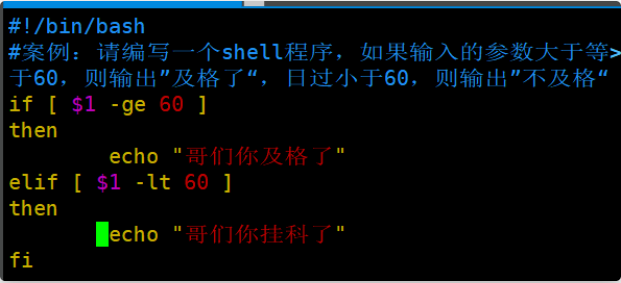 #!/bin/bash
#案例：请编写一个shell程序，如果输入的参数大于等>
于60，则输出”及格了“，日过小于60，则输出”不及格“
if [ $1 -ge 60 ]
then
        echo "哥们你及格了"
elif [ $1 -lt 60 ]
then
        echo "哥们你挂科了"
fi